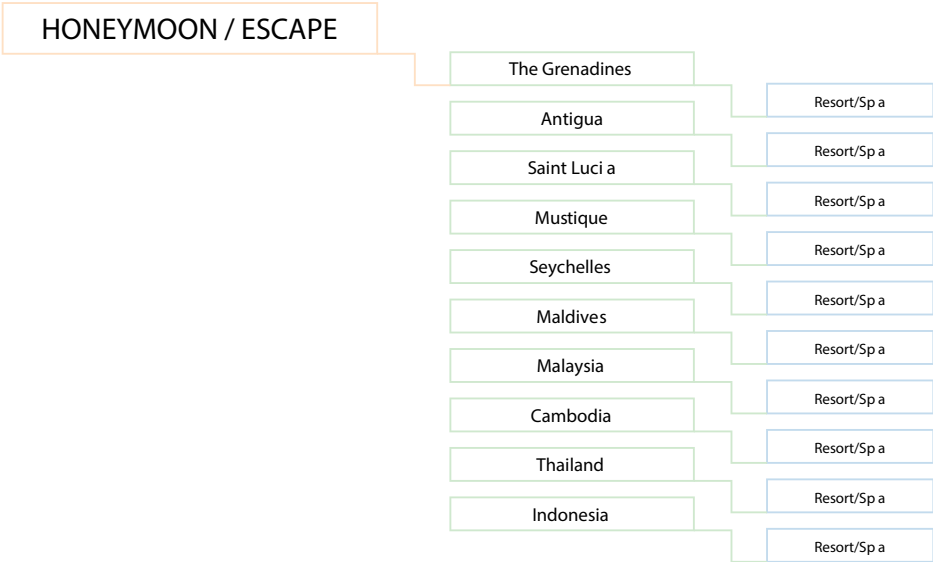 HONEYMOON / ESCAPE
The Grenadines
Resort/Sp a
Antigua
Resort/Sp a
Saint Luci a
Resort/Sp a
Mustique
Resort/Sp a
Seychelles
Resort/Sp a
Maldives
Resort/Sp a
Malaysia
Resort/Sp a
Cambodia
Resort/Sp a
Thailand
Resort/Sp a
Indonesia
Resort/Sp a